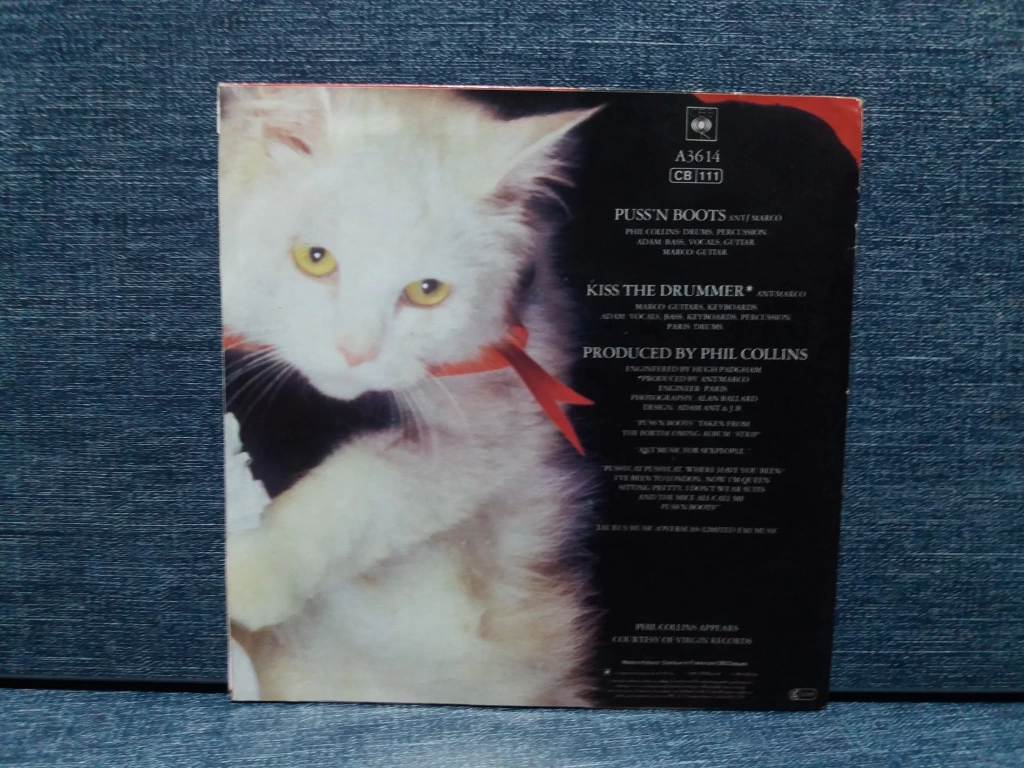 A3614
CB 111
PUSS'N BOOTS ANT/MARCO
PHIL COLLINS: DRUMS, PERCUSSION.
ADAM: BASS, VOCALS, GUITAR.
MARCO: GUITAR.
KISS THE DRUMMER* ANT/MARCO
MARCO: GUITARS, KEYBOARDS.
ADAM: VOCALS, BASS, KEYBOARDS, PERCUSSION.
PARIS: DRUMS.
PRODUCED BY PHIL COLLINS
ENGINEERED BY HUGH PADGHAM
*PRODUCED BY ANT/MARCO
ENGINEER: PARIS
PHOTOGRAPHY: ALAN BALLARD
DESIGN: ADAM ANT & J.B.
"PUSS'N BOOTS" TAKEN FROM
THE FORTHCOMING ALBUM "STRIP"
"ANT MUSIC FOR SEXPEOPLE."
"PUSSYCAT PUSSYCAT, WHERE HAVE YOU BEEN?
I'VE BEEN TO LONDON, NOW I'M QUEEN
SITTING PRETTY, I DON'T WEAR SUITS
AND THE MICE ALL CALL ME
PUSS'N BOOTS"
MUSIC
PHIL COLLINS APPEARS
COURTESY OF VIRGIN RECORDS